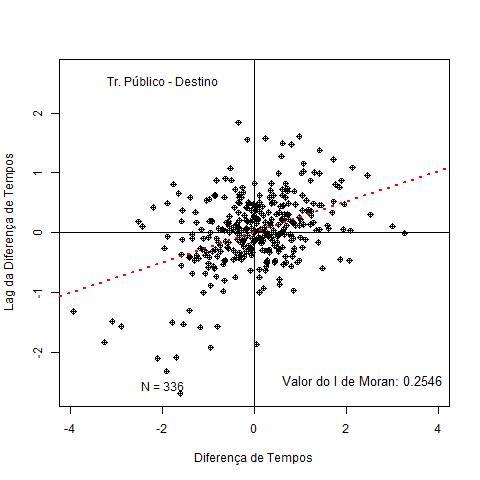 Tr. Público - Destino
2
1
0
-1
-2
Lag da Diferença de Tempos
N = 336
Valor do I de Moran: 0.2546
-4 -2 0 2 4
Diferença de Tempos